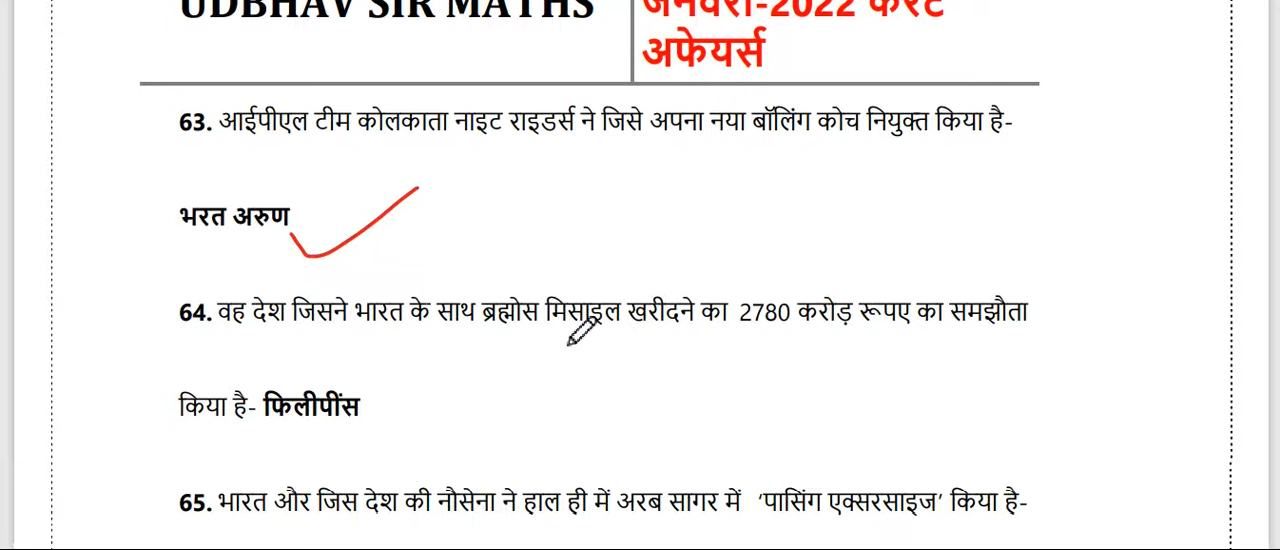 UDBHAV SIR MATHS
जनवरी-2022 करेंट
अफेयर्स
63. आईपीएल टीम कोलकाता नाइट राइडर्स ने जिसे अपना नया बॉलिंग कोच नियुक्त किया है-
भरत अरुण
64. वह देश जिसने भारत के साथ ब्रह्मोस मिसाइल खरीदने का 2780 करोड़ रूपए का समझौता
किया है- फिलीपींस
65. भारत और जिस देश की नौसेना ने हाल ही में अरब सागर में ‘पासिंग एक्सरसाइज’ किया है-